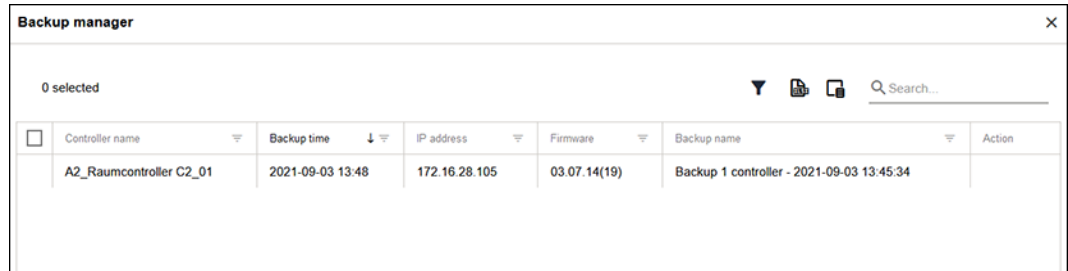 Backup manager
0 selected
Search...
Controller name Backup time IP address Firmware Backup name Action
A2_Raumcontroller C2_01 2021-09-03 13:48 172.16.28.105 03.07.14(19) Backup 1 controller - 2021-09-03 13:45:34